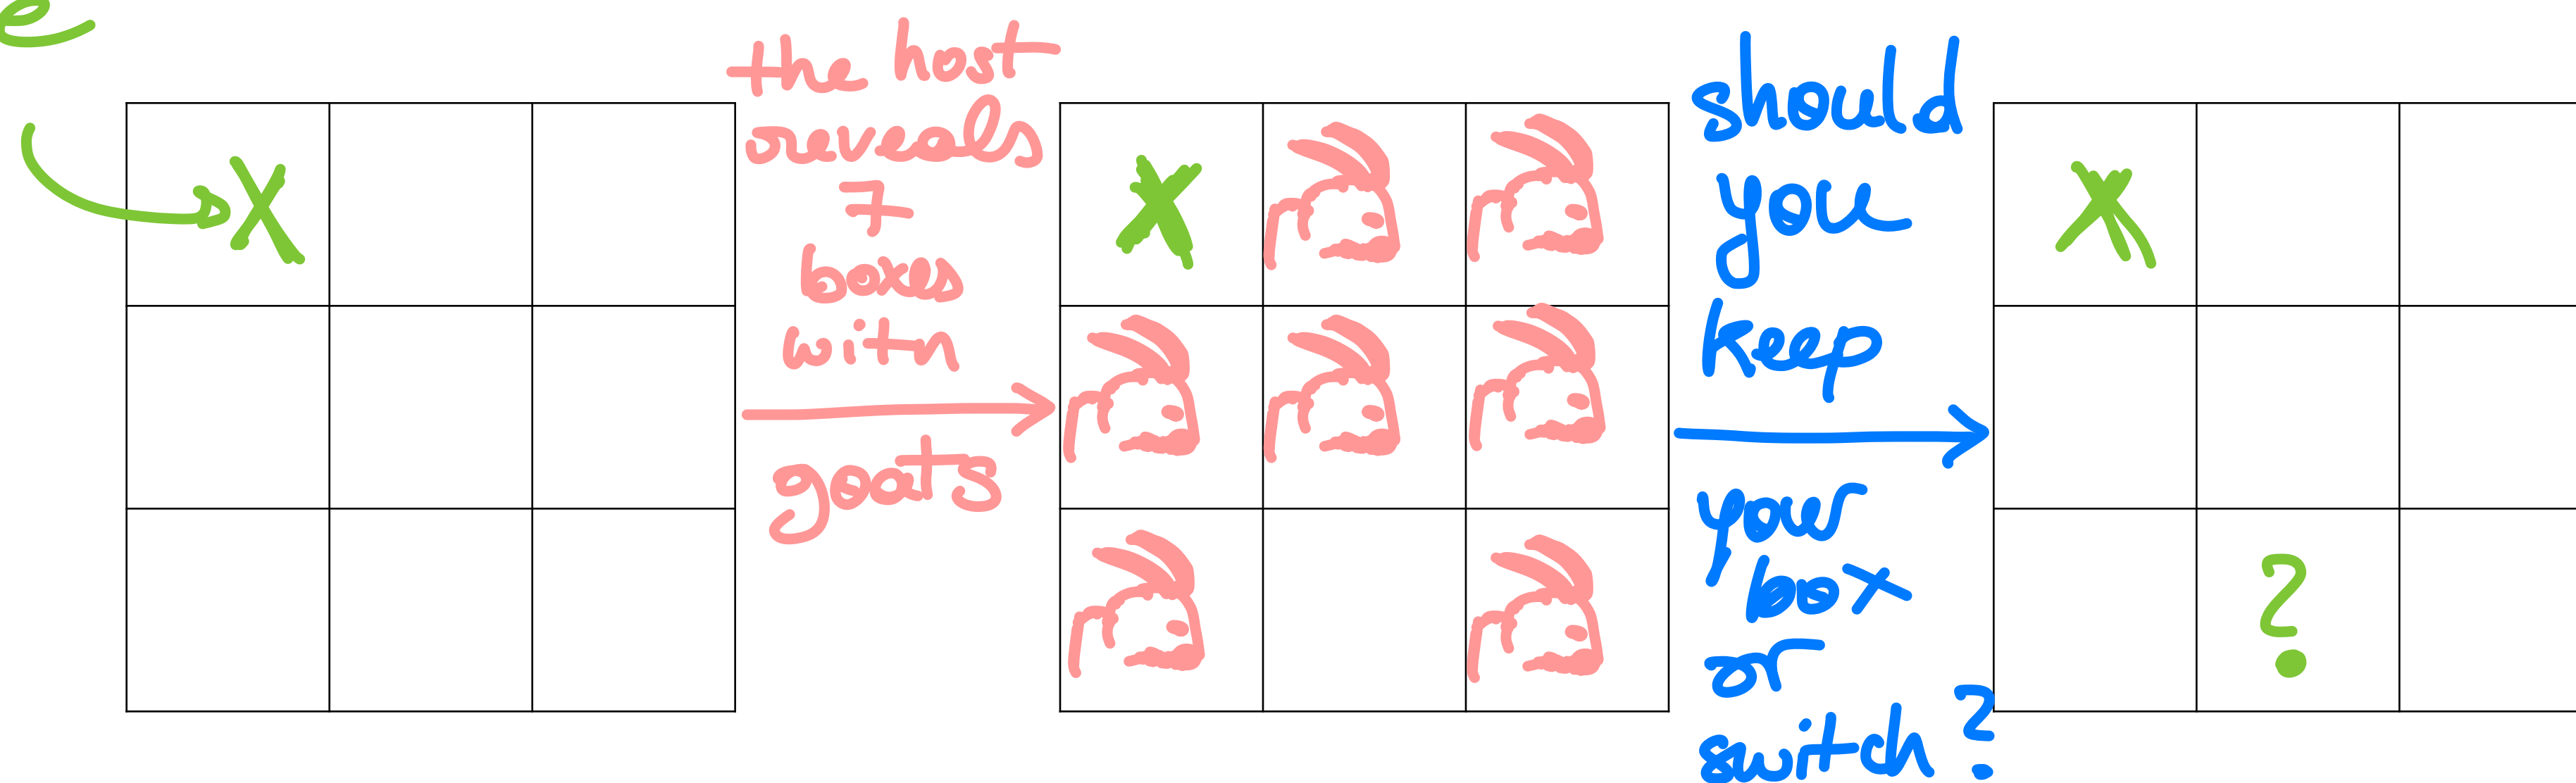 e
X
the host
reveals
7
boxes
with
goats
X
should
you
keep
your
box
or
switch?
X
?